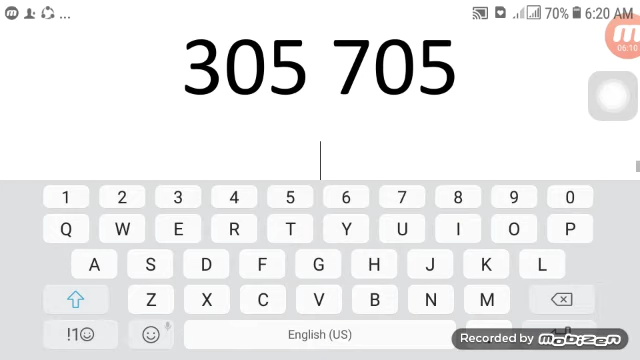 ... 70% 6:20 AM
305 705
06:10
1 2 3 4 5 6 7 8 9 0
Q W E R T Y U I O P
A S D F G H J K L
Z X C V B N M
!1☺ English (US)
Recorded by mobizen